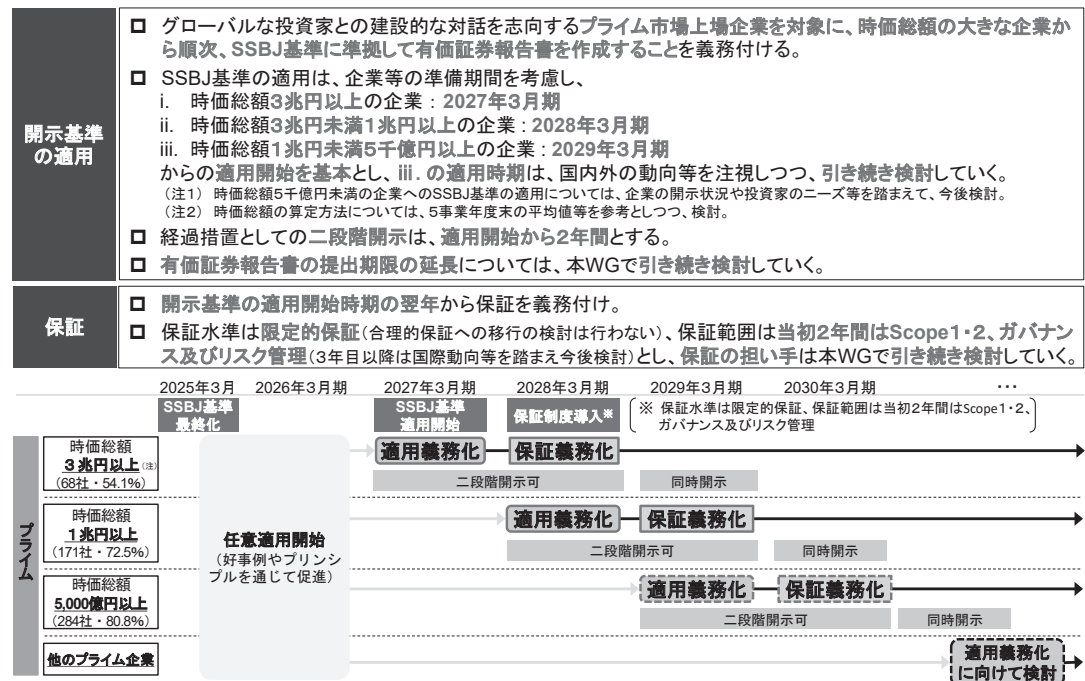 開示基準
の適用
□ グローバルな投資家との建設的な対話を志向するプライム市場上場企業を対象に、時価総額の大きな企業か
ら順次、SSBJ基準に準拠して有価証券報告書を作成することを義務付ける。
□ SSBJ基準の適用は、企業等の準備期間を考慮し、
i. 時価総額3兆円以上の企業：2027年3月期
ii. 時価総額3兆円未満1兆円以上の企業：2028年3月期
iii. 時価総額1兆円未満5千億円以上の企業：2029年3月期
からの適用開始を基本とし、iii.の適用時期は、国内外の動向等を注視しつつ、引き続き検討していく。
（注1） 時価総額5千億円未満の企業へのSSBJ基準の適用については、企業の開示状況や投資家のニーズ等を踏まえて、今後検討。
（注2） 時価総額の算定方法については、5事業年度末の平均値等を参考としつつ、検討。
□ 経過措置としての二段階開示は、適用開始から2年間とする。
□ 有価証券報告書の提出期限の延長については、本WGで引き続き検討していく。
保証
□ 開示基準の適用開始時期の翌年から保証を義務付け。
□ 保証水準は限定的保証（合理的保証への移行の検討は行わない）、保証範囲は当初2年間はScope1・2、ガバナン
ス及びリスク管理（3年目以降は国際動向等を踏まえ今後検討）とし、保証の担い手は本WGで引き続き検討していく。
2025年3月 2026年3月期 2027年3月期 2028年3月期 2029年3月期 2030年3月期 ・・・
SSBJ基準
最終化
SSBJ基準
適用開始
保証制度導入※
※ 保証水準は限定的保証、保証範囲は当初2年間はScope1・2、
ガバナンス及びリスク管理
プライム
時価総額
3兆円以上(注)
（68社・54.1%）
適用義務化 保証義務化
二段階開示可 同時開示
任意適用開始
（好事例やプリンシ
プルを通じて促進）
時価総額
1兆円以上
（171社・72.5%）
適用義務化 保証義務化
二段階開示可 同時開示
時価総額
5,000億円以上
（284社・80.8%）
適用義務化 保証義務化
二段階開示可 同時開示
他のプライム企業
適用義務化
に向けて検討